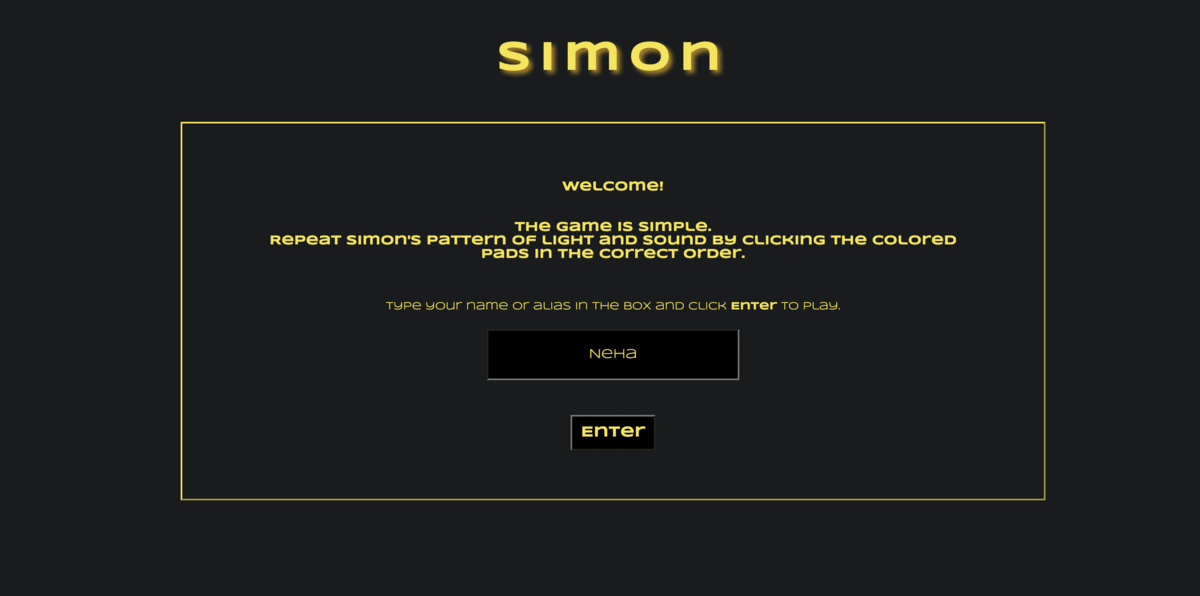 simon
Welcome!
The Game is Simple.
Repeat Simon's pattern of light and sound by clicking the colored
pads in the correct order.
Type your name or alias in the box and click Enter to play.
Neha
Enter